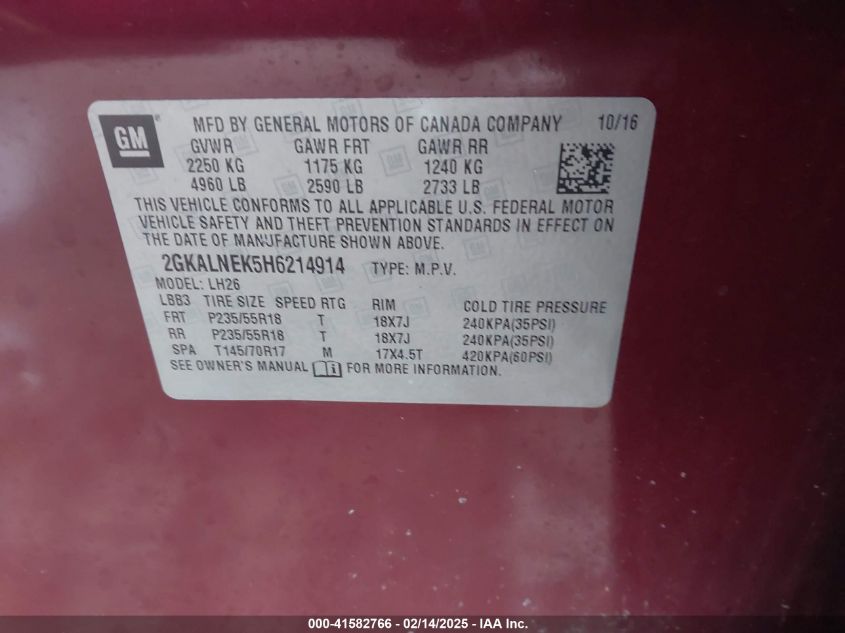 GM
MFD BY GENERAL MOTORS OF CANADA COMPANY 10/16
GVWR GAWR FRT GAWR RR
2250 KG 1175 KG 1240 KG
4960 LB 2590 LB 2733 LB
THIS VEHICLE CONFORMS TO ALL APPLICABLE U.S. FEDERAL MOTOR
VEHICLE SAFETY AND THEFT PREVENTION STANDARDS IN EFFECT ON
THE DATE OF MANUFACTURE SHOWN ABOVE.
2GKALNEK5H6214914 TYPE: M.P.V.
MODEL: LH26
LBB3 TIRE SIZE SPEED RTG RIM COLD TIRE PRESSURE
FRT P235/55R18 T 18X7J 240KPA(35PSI)
RR P235/55R18 T 18X7J 240KPA(35PSI)
SPA T145/70R17 M 17X4.5T 420KPA(60PSI)
SEE OWNER'S MANUAL FOR MORE INFORMATION.
000-41582766 - 02/14/2025 - IAA Inc.